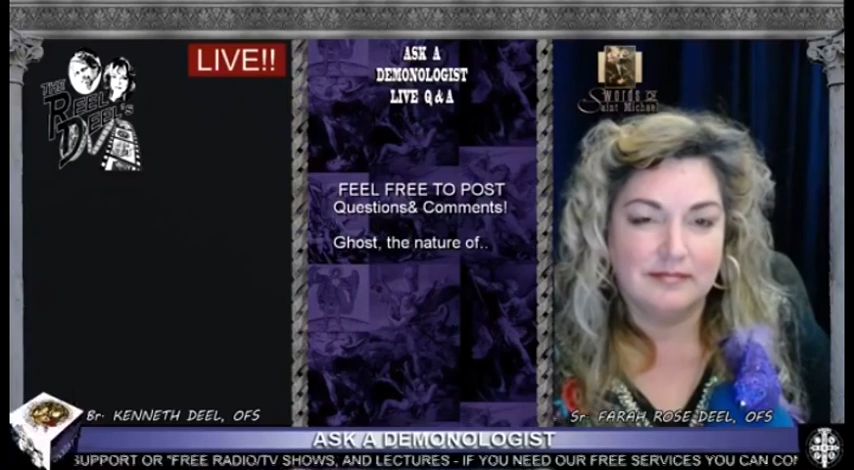 LIVE!!
THE
REEL
DEEL'S
ASK A
DEMONOLOGIST
LIVE Q&A
FEEL FREE TO POST
Questions& Comments!
Ghost, the nature of..
SWORDS OF
Saint Michael
Br. KENNETH DEEL, OFS
Sr. FARAH ROSE DEEL, OFS
ASK A DEMONOLOGIST
SUPPORT OR "FREE RADIO/TV SHOWS, AND LECTURES - IF YOU NEED OUR FREE SERVICES YOU CAN CON